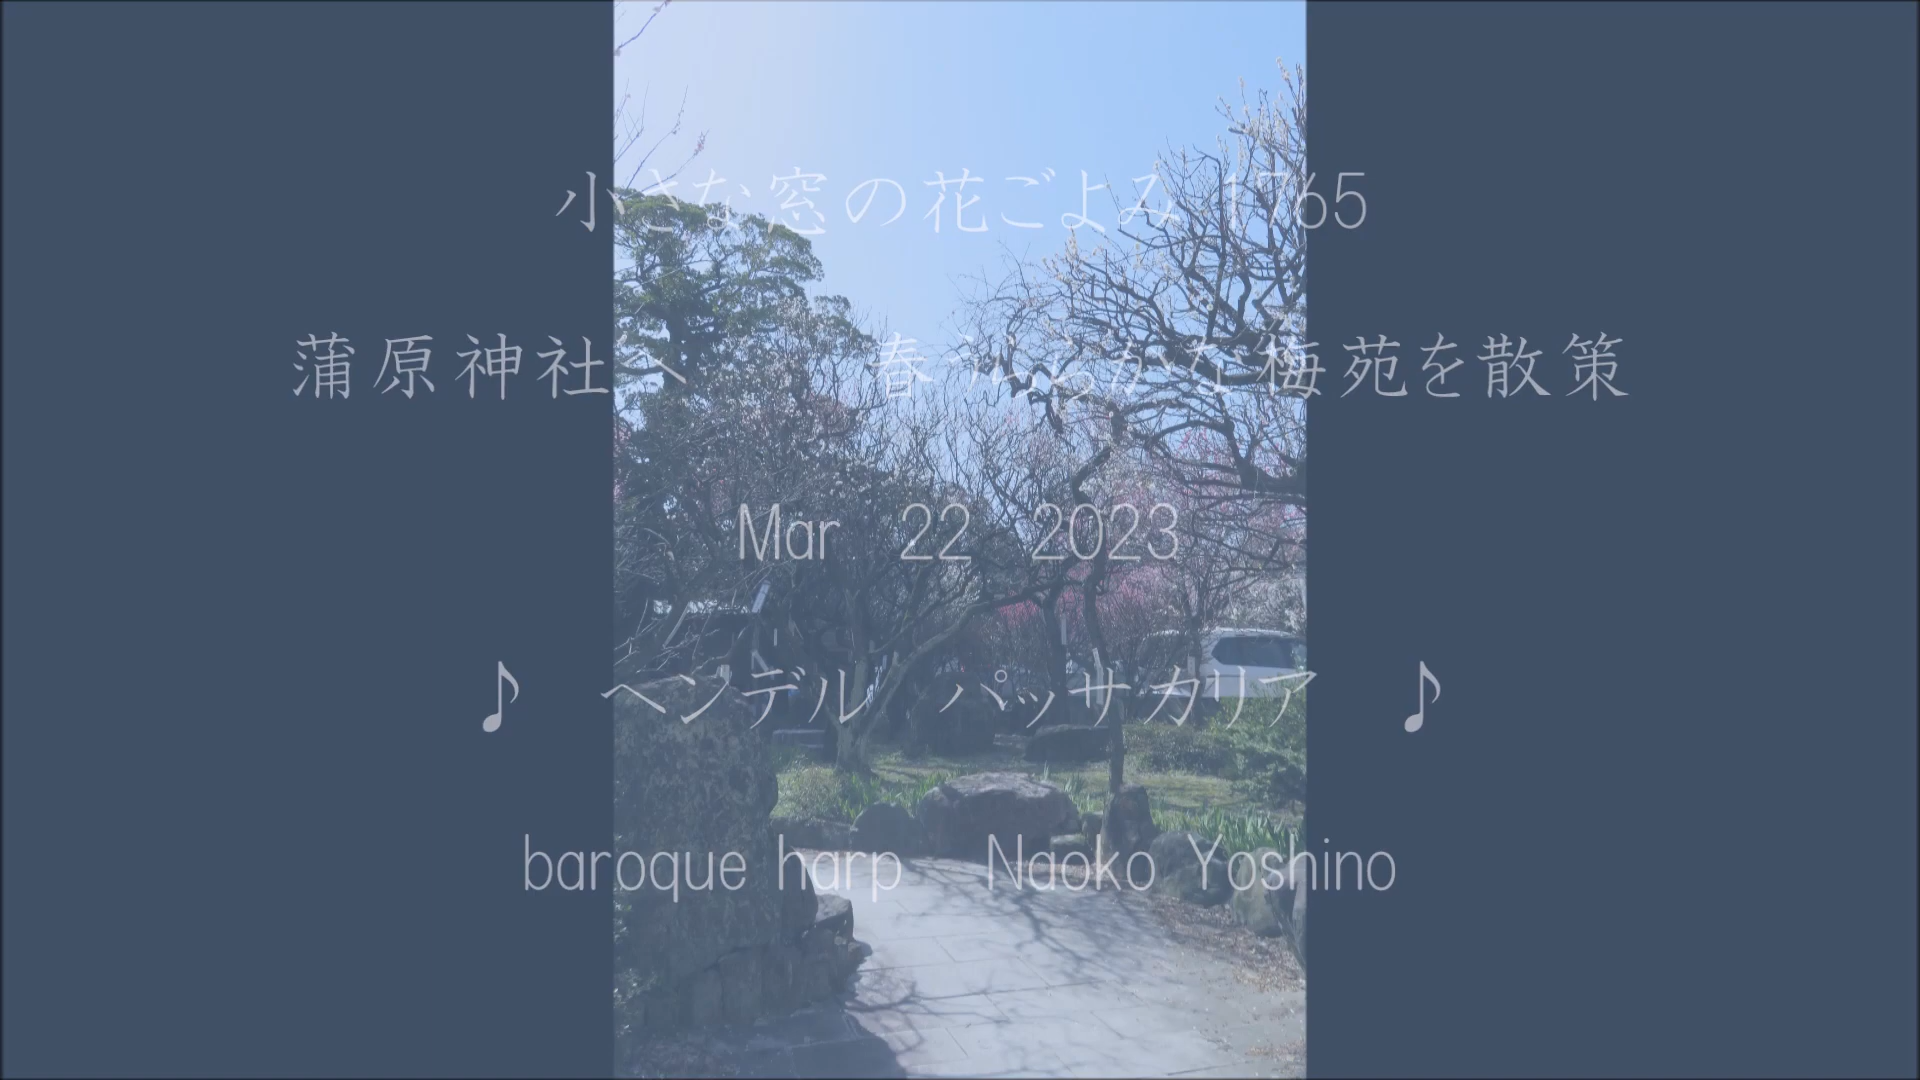 小さな窓の花ごよみ 1765
蒲原神社へ 春うららかな梅苑を散策
Mar 22 2023
♪ ヘンデル パッサカリア ♪
baroque harp Naoko Yoshino